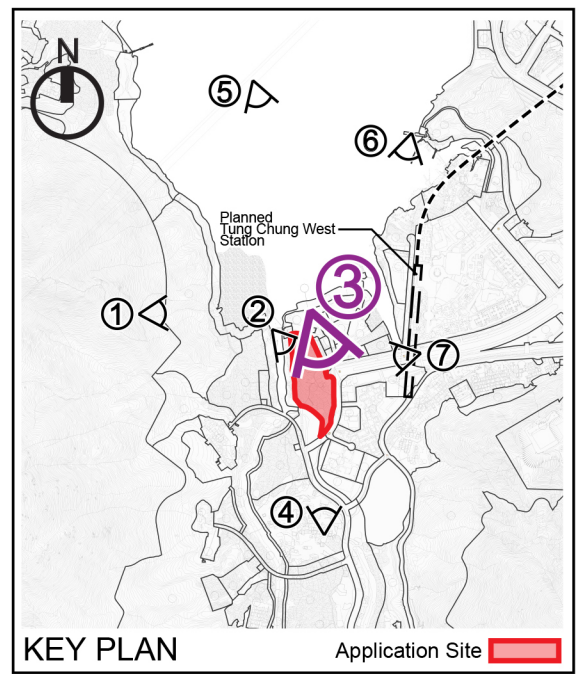 N
⑤
⑥
Planned
Tung Chung West
Station
③
①
②
⑦
④
KEY PLAN
Application Site